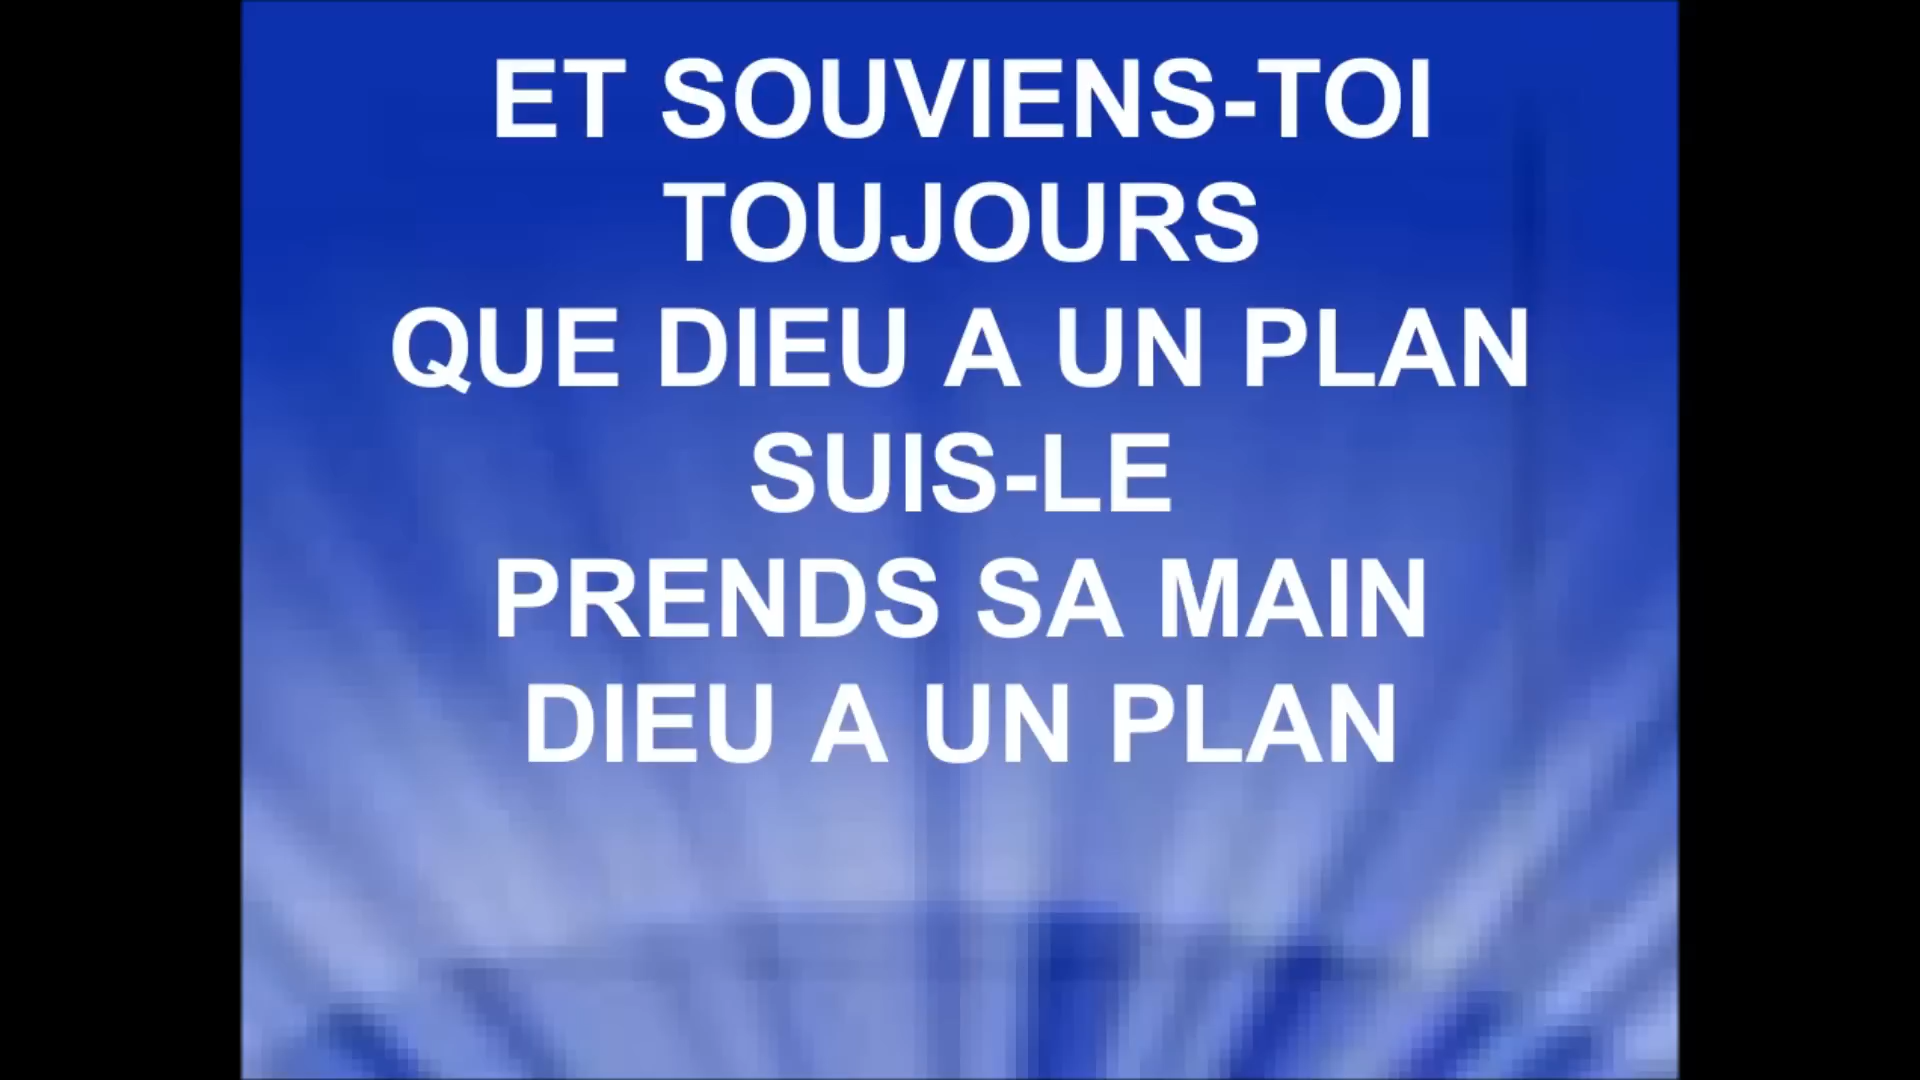 ET SOUVIENS-TOI
TOUJOURS
QUE DIEU A UN PLAN
SUIS-LE
PRENDS SA MAIN
DIEU A UN PLAN